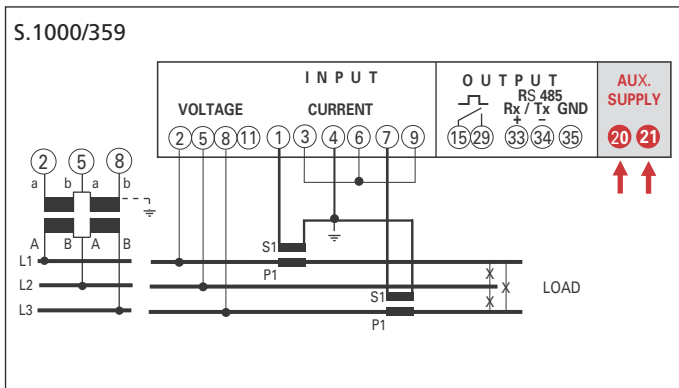 S.1000/359
INPUT
OUTPUT
AUX.
SUPPLY
VOLTAGE
CURRENT
RS 485
Rx / Tx GND
+ −
2 5 8 11 1 3 4 6 7 9 15 29 33 34 35 20 21
2 5 8
a b a b
A B A B
L1
L2
L3
S1
P1
S1
P1
X
X
X
LOAD